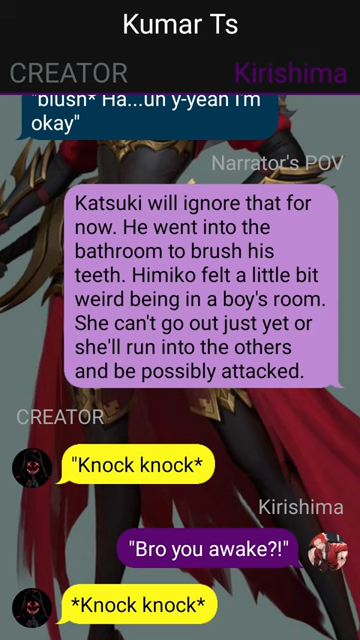 Kumar Ts
CREATOR
Kirishima
"blush* Ha...uh y-yeah I'm
okay"
Narrator's POV
Katsuki will ignore that for
now. He went into the
bathroom to brush his
teeth. Himiko felt a little bit
weird being in a boy's room.
She can't go out just yet or
she'll run into the others
and be possibly attacked.
CREATOR
"Knock knock*
Kirishima
"Bro you awake?!"
*Knock knock*